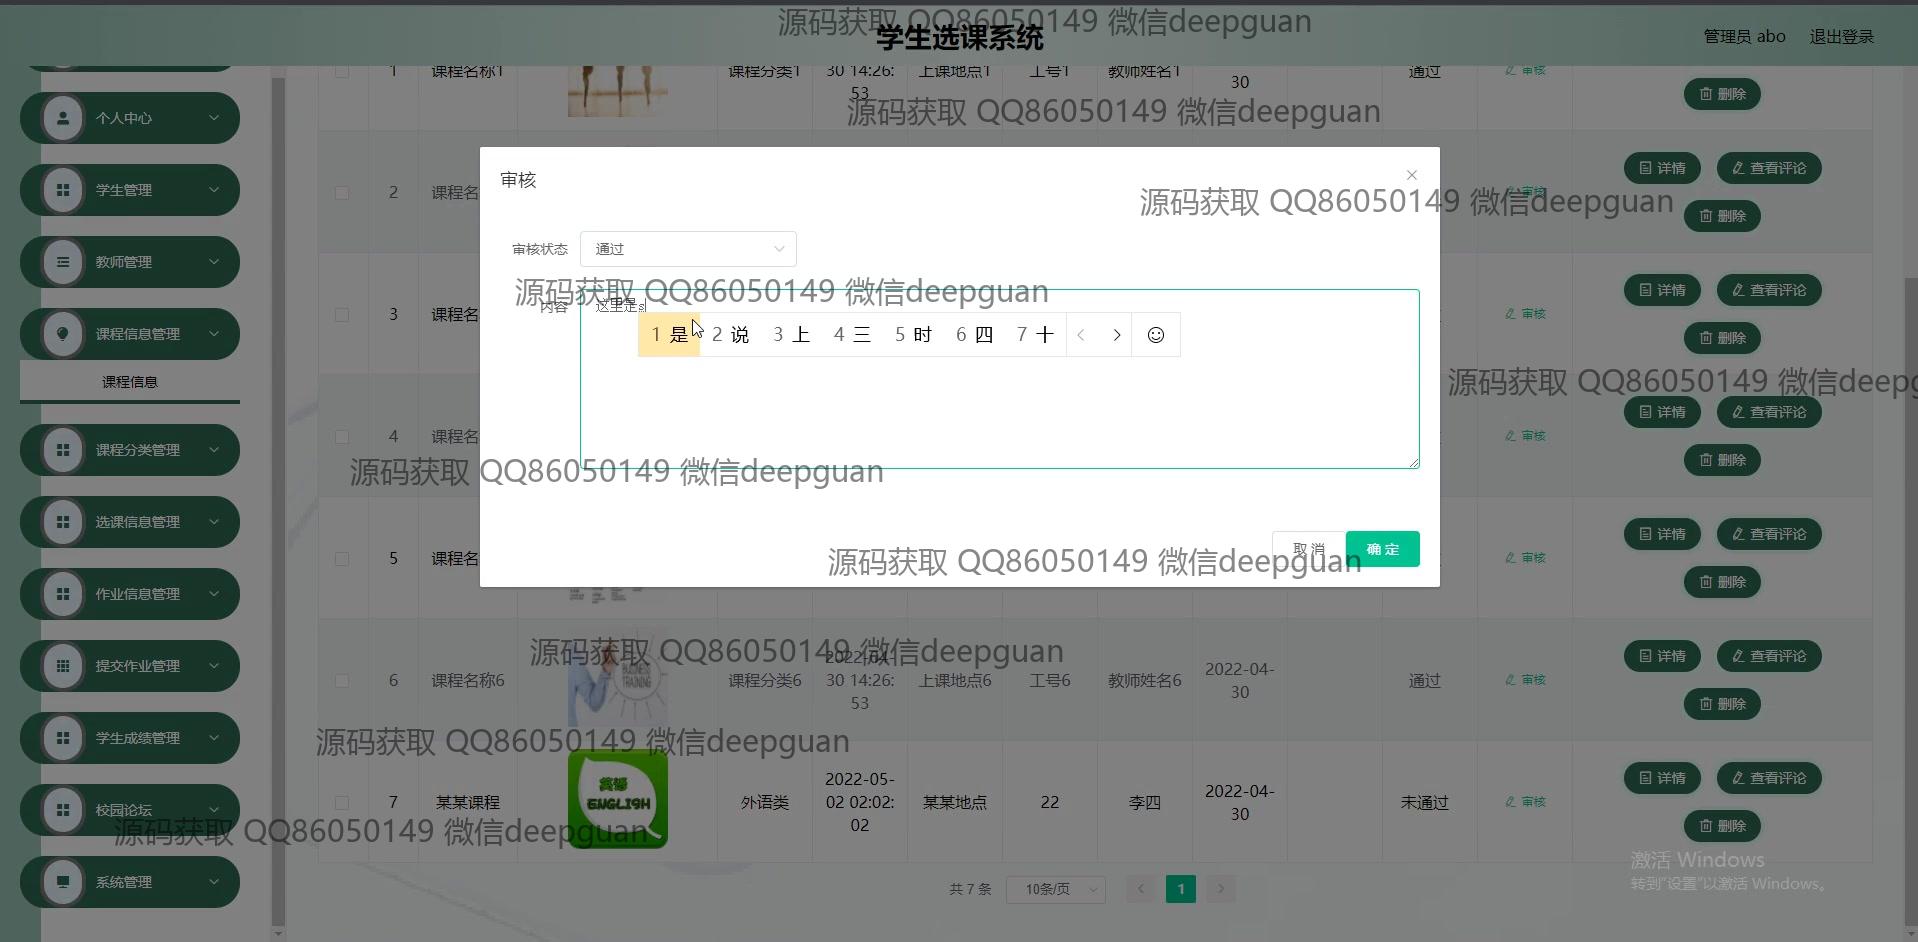 源码获取 QQ86050149 微信deepguan
学生选课系统
管理员 abo
退出登录
1
课程名称1
课程分类1
30 14:26:
53
上课地点1
工号1
教师姓名1
30
通过
审核
删除
源码获取 QQ86050149 微信deepguan
个人中心
学生管理
教师管理
课程信息管理
课程信息
课程分类管理
选课信息管理
作业信息管理
提交作业管理
学生成绩管理
校园论坛
系统管理
审核
源码获取 QQ86050149 微信deepguan
审核状态
通过
源码获取 QQ86050149 微信deepguan
内容
这里是s
1 是 2 说 3 上 4 三 5 时 6 四 7 十
源码获取 QQ86050149 微信deepguan
取 消
确 定
源码获取 QQ86050149 微信deepguan
2
课程名
审核
详情
查看评论
删除
3
课程名
审核
详情
查看评论
删除
源码获取 QQ86050149 微信deepg
4
课程名
审核
详情
查看评论
删除
5
课程名
审核
详情
查看评论
删除
源码获取 QQ86050149 微信deepguan
6
课程名称6
BUSINESS
TRAINING
课程分类6
2022-04-
30 14:26:
53
上课地点6
工号6
教师姓名6
2022-04-
30
通过
审核
详情
查看评论
删除
源码获取 QQ86050149 微信deepguan
7
某某课程
英语
ENGLISH
外语类
2022-05-
02 02:02:
02
某某地点
22
李四
2022-04-
30
未通过
审核
详情
查看评论
删除
源码获取 QQ86050149 微信deepguan
共 7 条
10条/页
1
激活 Windows
转到"设置"以激活 Windows。